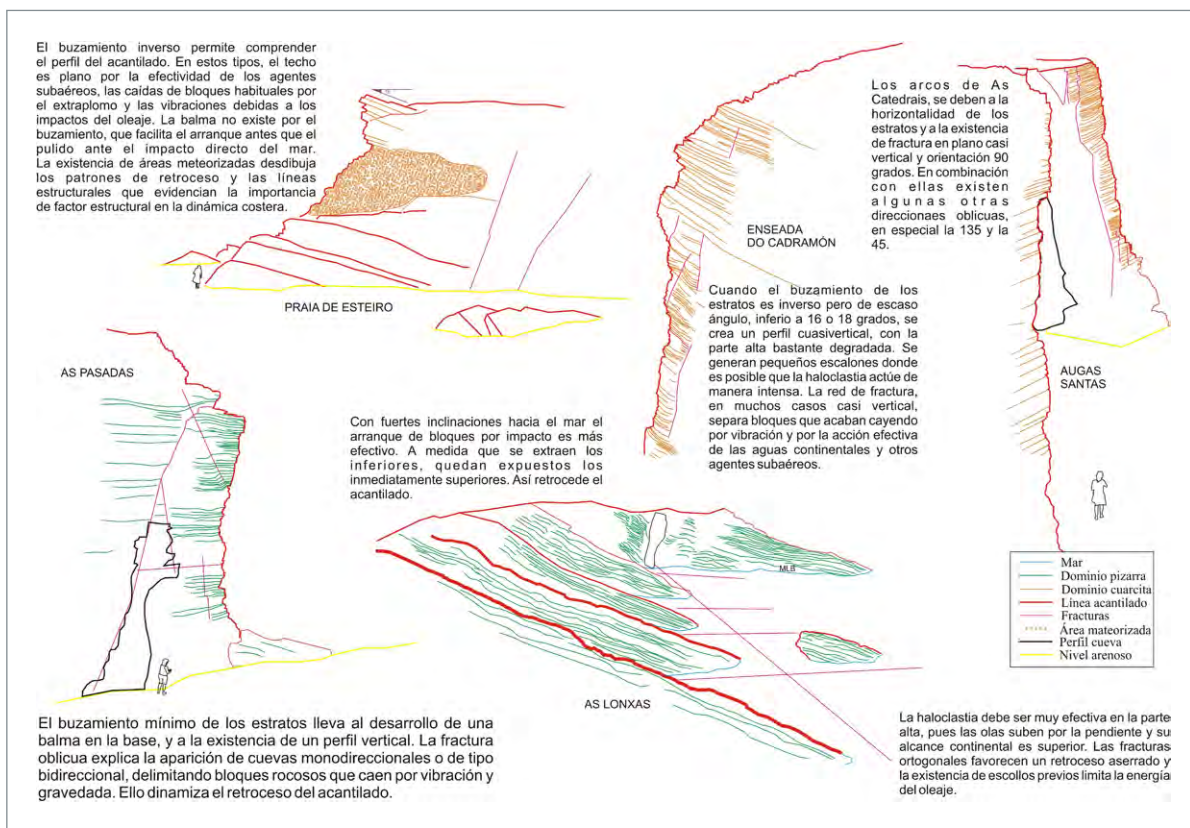 El buzamiento inverso permite comprender
el perfil del acantilado. En estos tipos, el techo
es plano por la efectividad de los agentes
subaéreos, las caídas de bloques habituales por
el extraplomo y las vibraciones debidas a los
impactos del oleaje. La balma no existe por el
buzamiento, que facilita el arranque antes que el
pulido ante el impacto directo del mar.
La existencia de áreas meteorizadas desdibuja
los patrones de retroceso y las líneas
estructurales que evidencian la importancia
de factor estructural en la dinámica costera.
PRAIA DE ESTEIRO
ENSEADA
DO CADRAMÓN
Los arcos de As
Catedrais, se deben a la
horizontalidad de los
estratos y a la existencia
de fractura en plano casi
vertical y orientación 90
grados. En combinación
con ellas existen
algunas otras
direccionaes oblicuas,
en especial la 135 y la
45.
Cuando el buzamiento de los
estratos es inverso pero de escaso
ángulo, inferio a 16 o 18 grados, se
crea un perfil cuasivertical, con la
parte alta bastante degradada. Se
generan pequeños escalones donde
es posible que la haloclastia actúe de
manera intensa. La red de fractura,
en muchos casos casi vertical,
separa bloques que acaban cayendo
por vibración y por la acción efectiva
de las aguas continentales y otros
agentes subaéreos.
AUGAS
SANTAS
AS PASADAS
Con fuertes inclinaciones hacia el mar el
arranque de bloques por impacto es más
efectivo. A medida que se extraen los
inferiores, quedan expuestos los
inmediatamente superiores. Así retrocede el
acantilado.
MLB
AS LONXAS
Mar
Dominio pizarra
Dominio cuarcita
Línea acantilado
Fracturas
Área mateorizada
Perfil cueva
Nivel arenoso
El buzamiento mínimo de los estratos lleva al desarrollo de una
balma en la base, y a la existencia de un perfil vertical. La fractura
oblicua explica la aparición de cuevas monodireccionales o de tipo
bidireccional, delimitando bloques rocosos que caen por vibración y
gravedada. Ello dinamiza el retroceso del acantilado.
La haloclastia debe ser muy efectiva en la parte
alta, pues las olas suben por la pendiente y su
alcance continental es superior. Las fracturas
ortogonales favorecen un retroceso aserrado y
la existencia de escollos previos limita la energía
del oleaje.